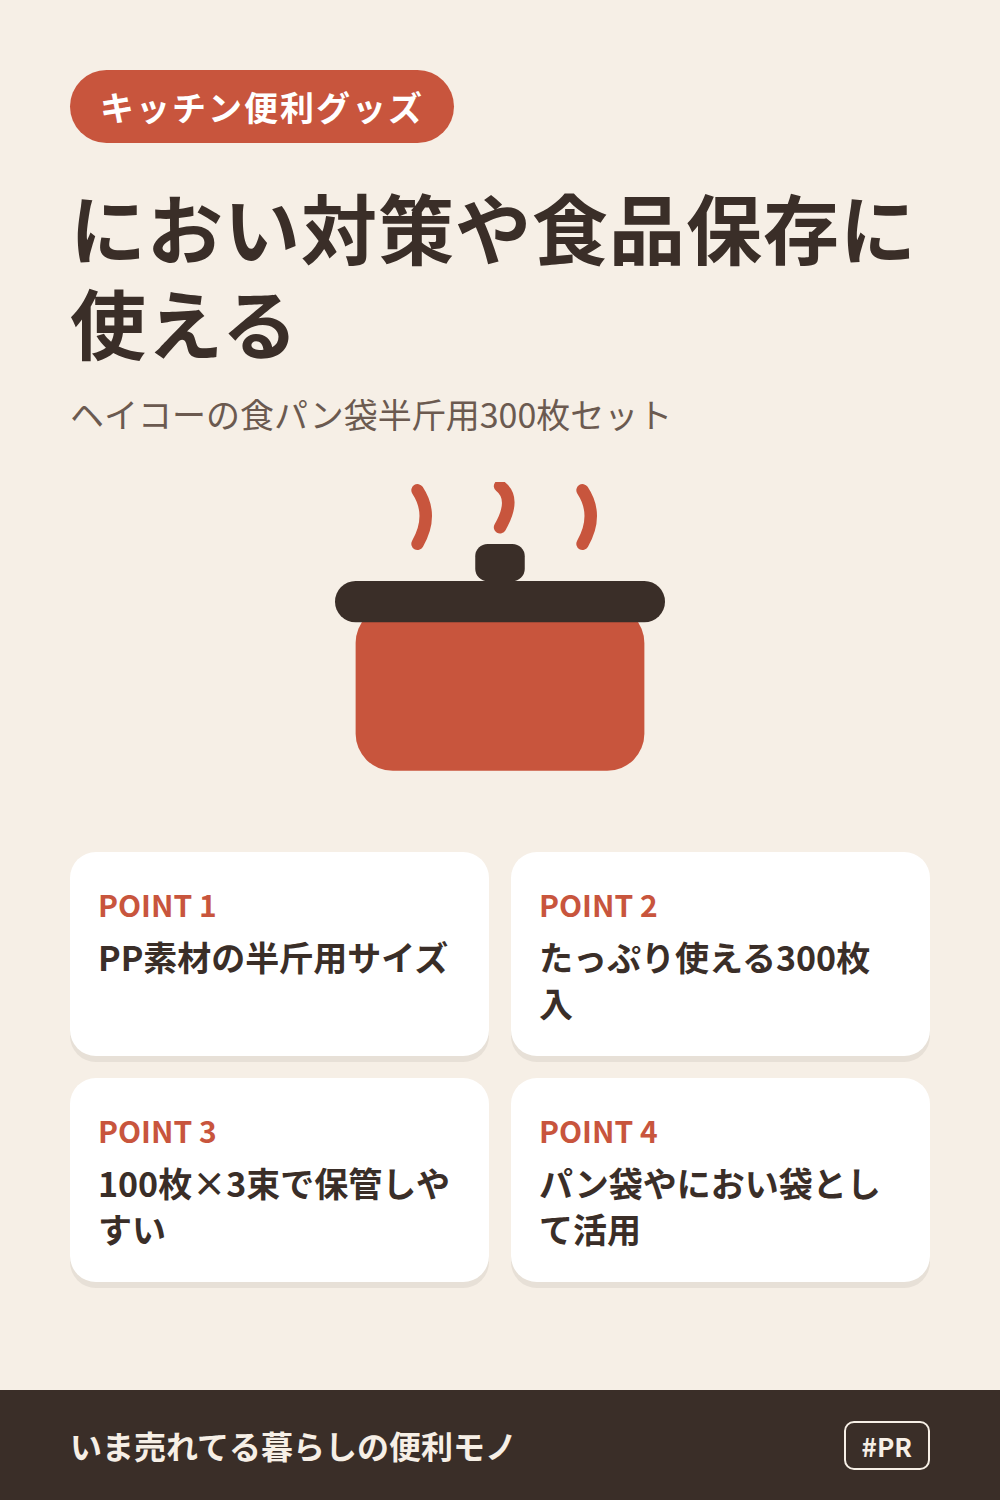 キッチン便利グッズ
におい対策や食品保存に
使える
ヘイコーの食パン袋半斤用300枚セット
POINT 1
PP素材の半斤用サイズ
POINT 2
たっぷり使える300枚
入
POINT 3
100枚×3束で保管しや
すい
POINT 4
パン袋やにおい袋とし
て活用
いま売れてる暮らしの便利モノ
#PR